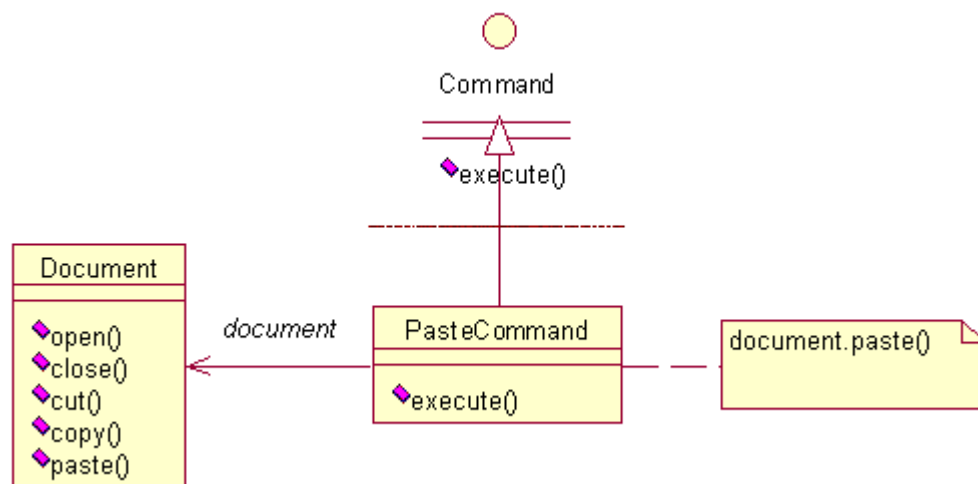 Command
execute()
Document
open()
close()
cut()
copy()
paste()
document
PasteCommand
execute()
document.paste()